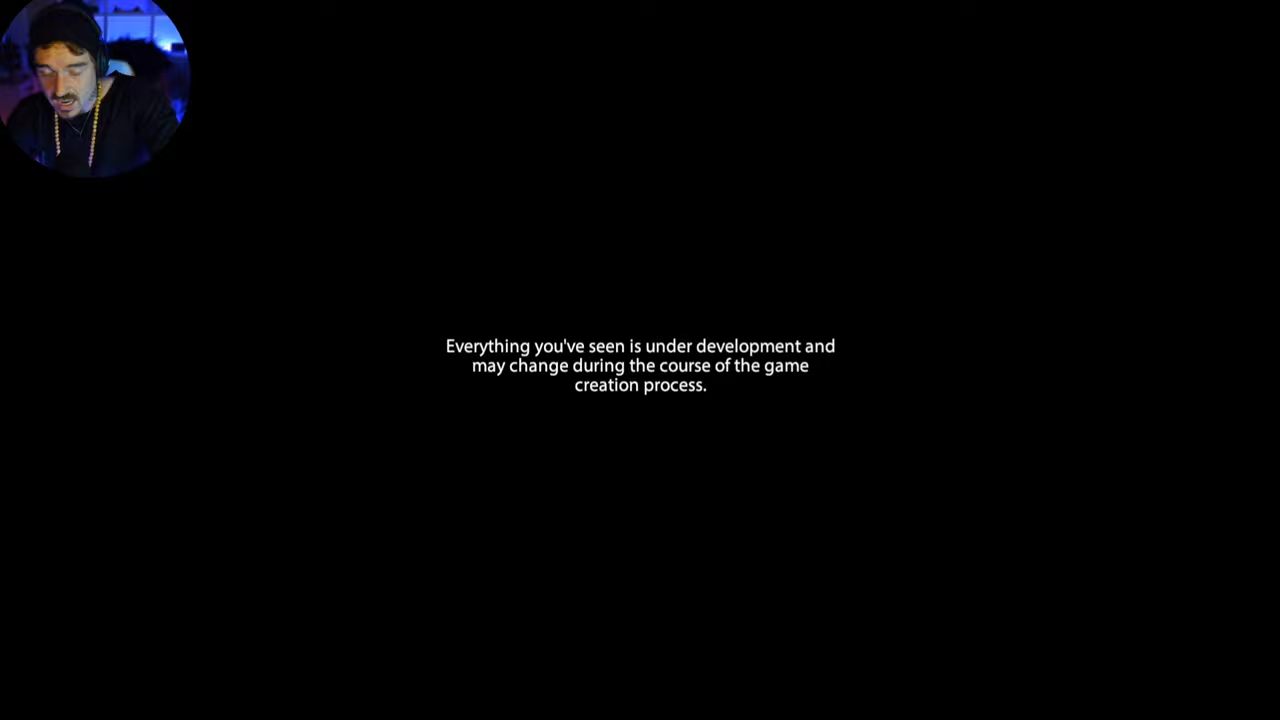 Everything you've seen is under development and
may change during the course of the game
creation process.